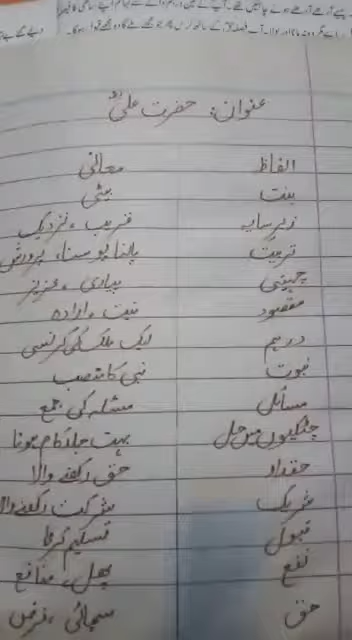 عنوان: حضرت علیؓ
الفاظ معانی
بنت بیٹی
زیر سایہ قریب، نزدیک
تربیت پالنا پوسنا، پرورش
چہیتی پیاری، عزیز
مقصود نیت، ارادہ
درہم ایک ملک کی کرنسی
نبوت نبی کا منصب
مسائل مسئلہ کی جمع
چٹکیوں میں حل بہت جلد کام ہونا
حقدار حق رکھنے والا
شریک شرکت رکھنے والا
قبول تسلیم کرنا
نفع پھل، منافع
حق سچائی، فرض